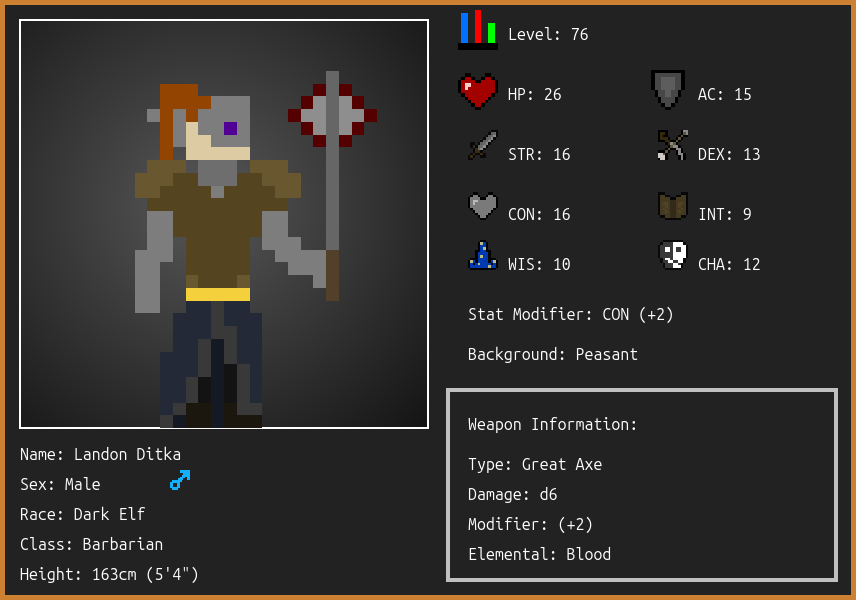 Level: 76
HP: 26
AC: 15
STR: 16
DEX: 13
CON: 16
INT: 9
WIS: 10
CHA: 12
Stat Modifier: CON (+2)
Background: Peasant
Weapon Information:
Type: Great Axe
Damage: d6
Modifier: (+2)
Elemental: Blood
Name: Landon Ditka
Sex: Male
Race: Dark Elf
Class: Barbarian
Height: 163cm (5'4")